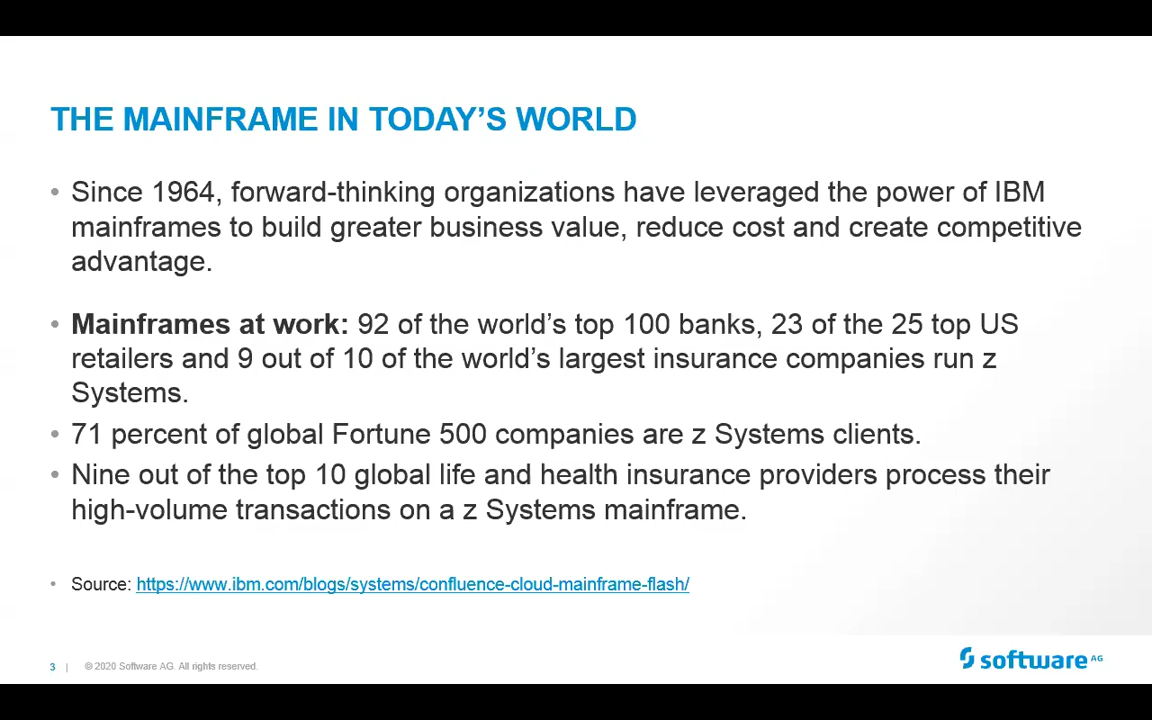 THE MAINFRAME IN TODAY'S WORLD
• Since 1964, forward-thinking organizations have leveraged the power of IBM
mainframes to build greater business value, reduce cost and create competitive
advantage.
• Mainframes at work: 92 of the world's top 100 banks, 23 of the 25 top US
retailers and 9 out of 10 of the world's largest insurance companies run z
Systems.
• 71 percent of global Fortune 500 companies are z Systems clients.
• Nine out of the top 10 global life and health insurance providers process their
high-volume transactions on a z Systems mainframe.
• Source: https://www.ibm.com/blogs/systems/confluence-cloud-mainframe-flash/
3 | © 2020 Software AG. All rights reserved.
software AG